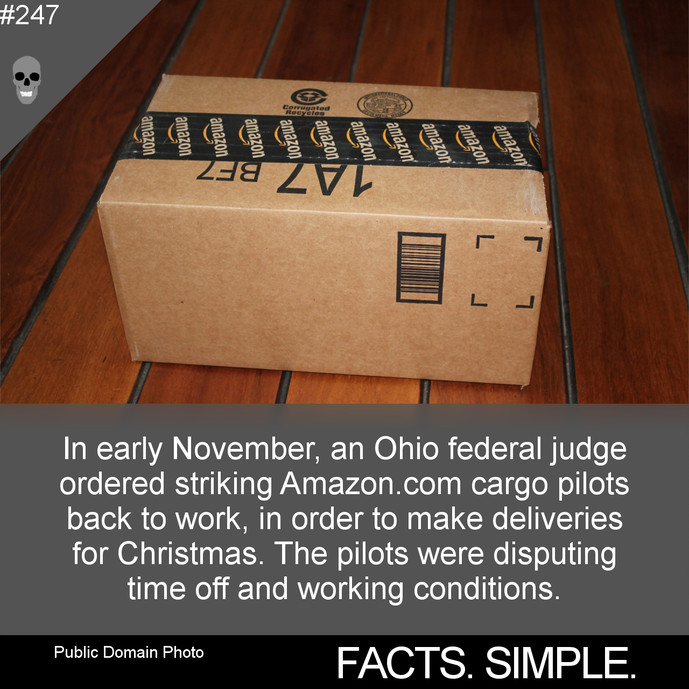 #247
Corrugated
Recycles
amazon amazon amazon amazon amazon amazon amazon amazon amazon amazon amazon
1A7 BF7
In early November, an Ohio federal judge
ordered striking Amazon.com cargo pilots
back to work, in order to make deliveries
for Christmas. The pilots were disputing
time off and working conditions.
Public Domain Photo
FACTS. SIMPLE.